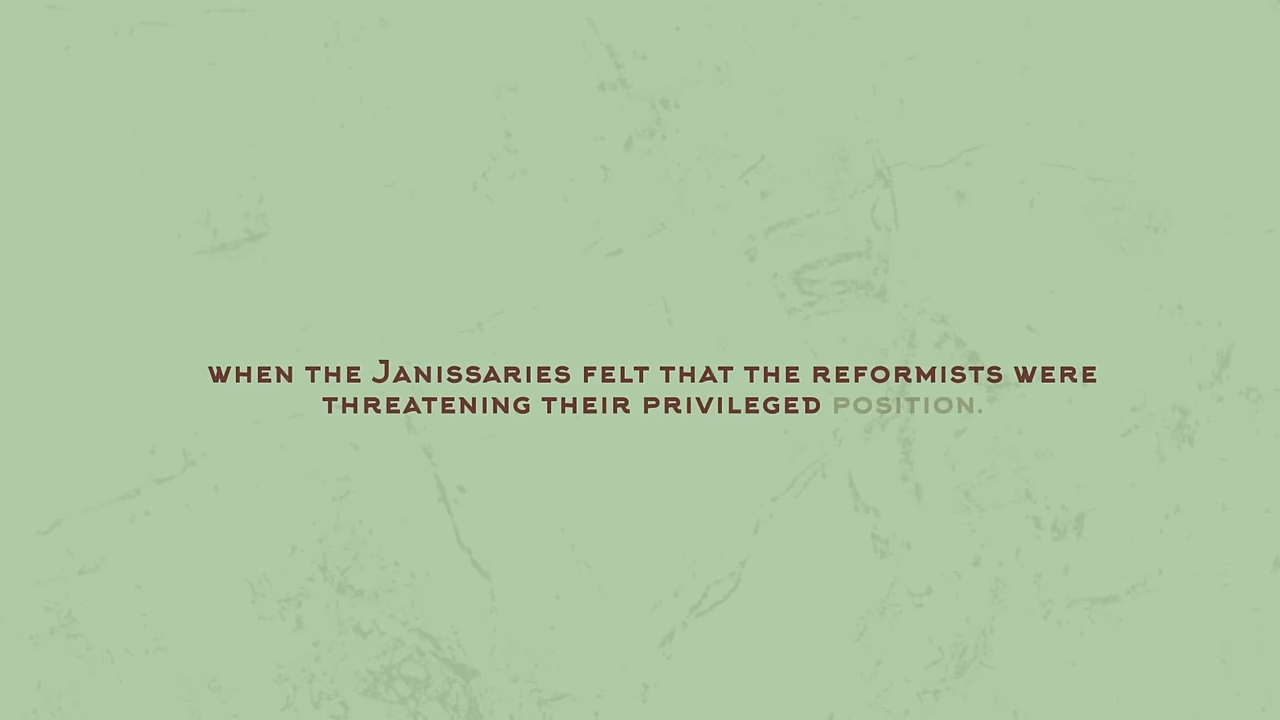 when the Janissaries felt that the reformists were
threatening their privileged position.